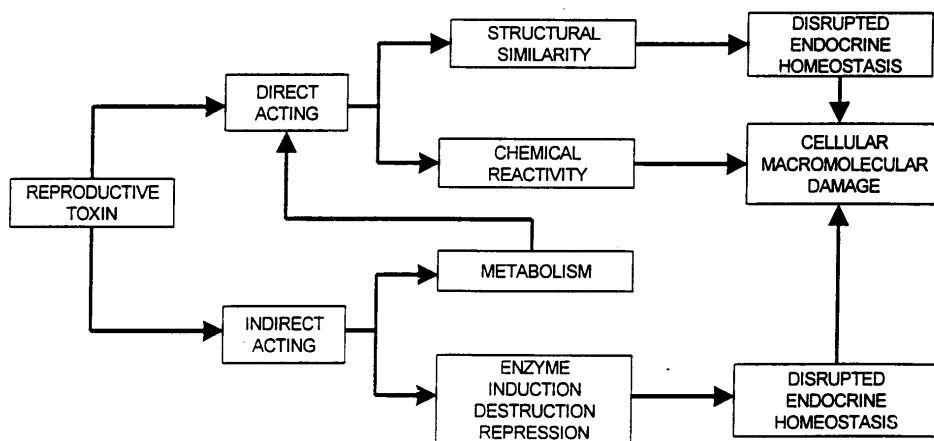 STRUCTURAL
SIMILARITY
DISRUPTED
ENDOCRINE
HOMEOSTASIS
DIRECT
ACTING
CHEMICAL
REACTIVITY
CELLULAR
MACROMOLECULAR
DAMAGE
REPRODUCTIVE
TOXIN
METABOLISM
INDIRECT
ACTING
ENZYME
INDUCTION
DESTRUCTION
REPRESSION
DISRUPTED
ENDOCRINE
HOMEOSTASIS